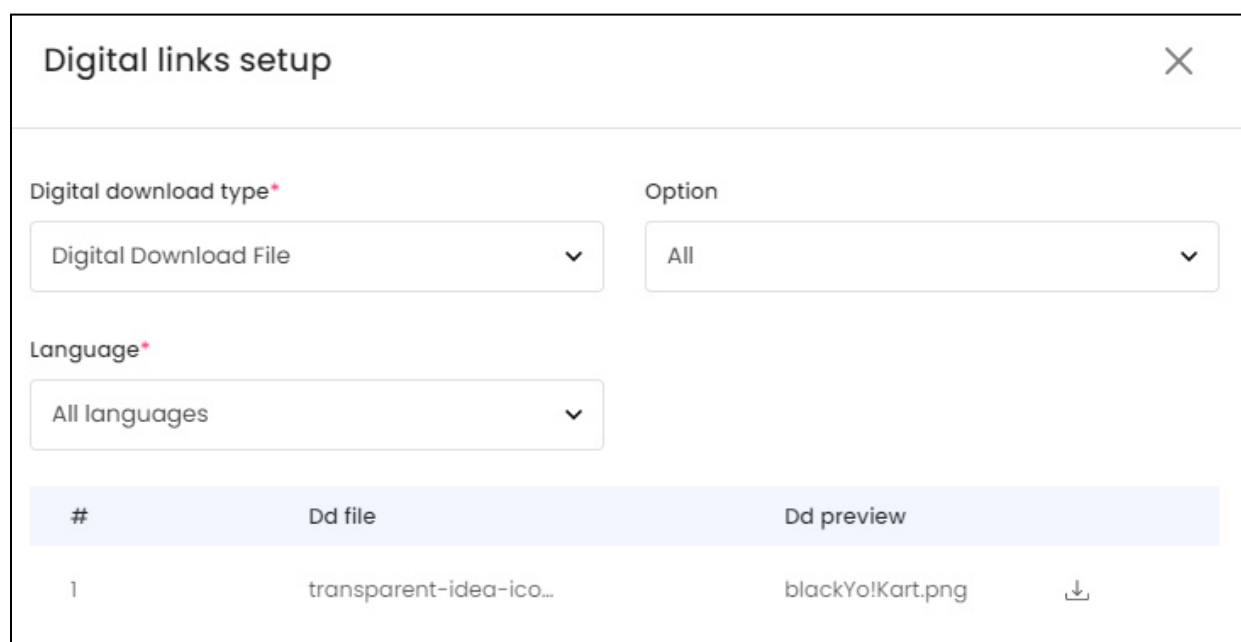 Digital links setup
Digital download type* Option
Digital Download File All
Language*
All languages
# Dd file Dd preview
1 transparent-idea-ico... blackYo!Kart.png